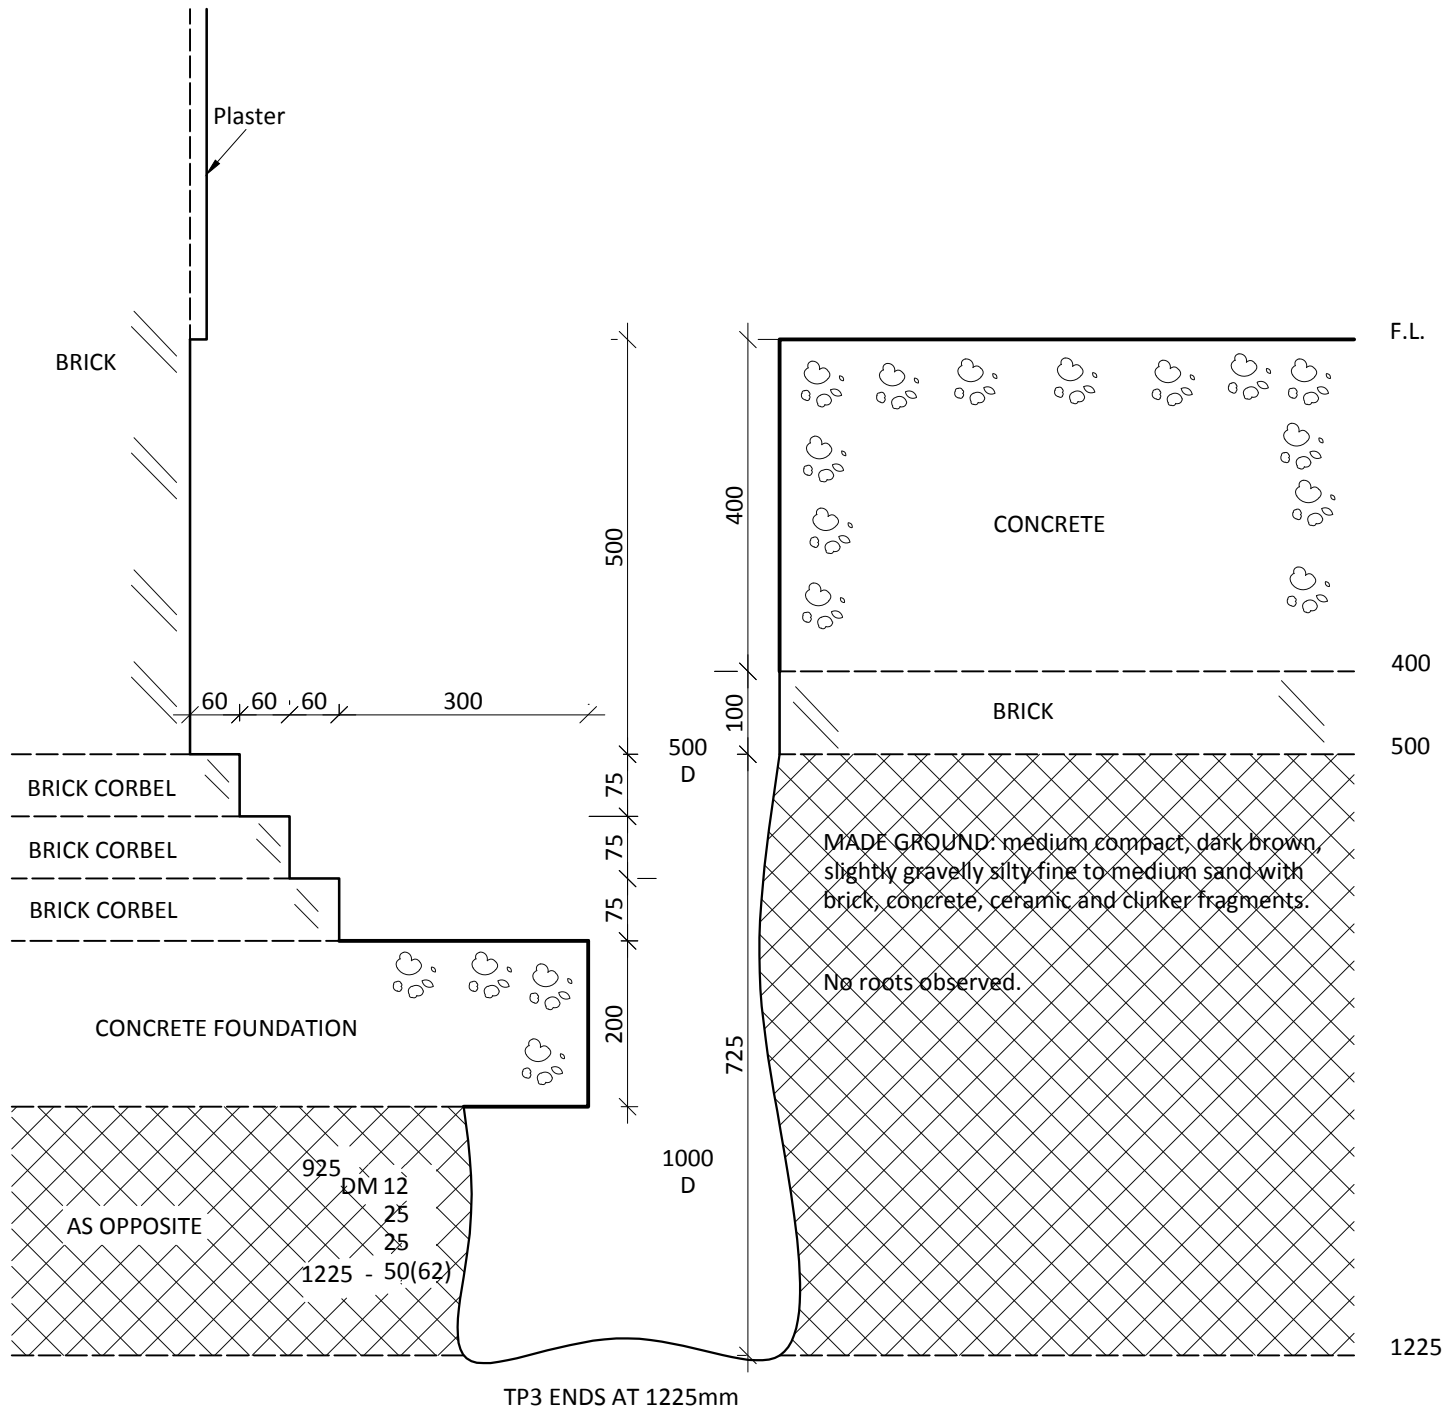 Plaster
F.L.
BRICK
400
500
CONCRETE
400
60 60 60 300
100
BRICK
500
D
500
BRICK CORBEL
75
BRICK CORBEL
75
BRICK CORBEL
75
MADE GROUND: medium compact, dark brown,
slightly gravelly silty fine to medium sand with
brick, concrete, ceramic and clinker fragments.
No roots observed.
CONCRETE FOUNDATION
200
725
925
DM 12
25
25
1225 - 50(62)
AS OPPOSITE
1000
D
1225
TP3 ENDS AT 1225mm